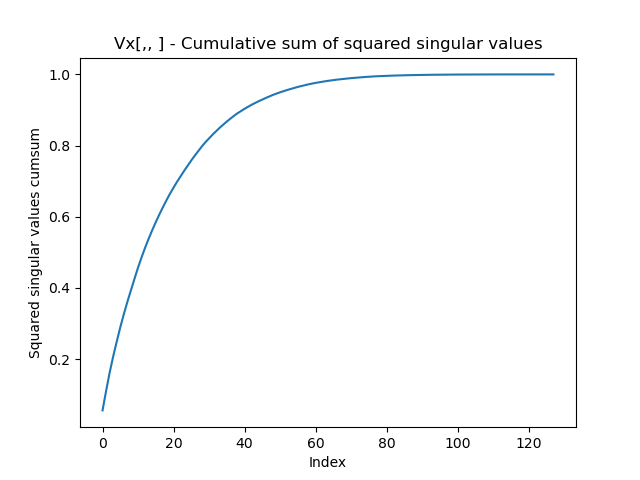 Vx[,, ] - Cumulative sum of squared singular values
1.0
0.8
0.6
0.4
0.2
Squared singular values cumsum
0 20 40 60 80 100 120
Index